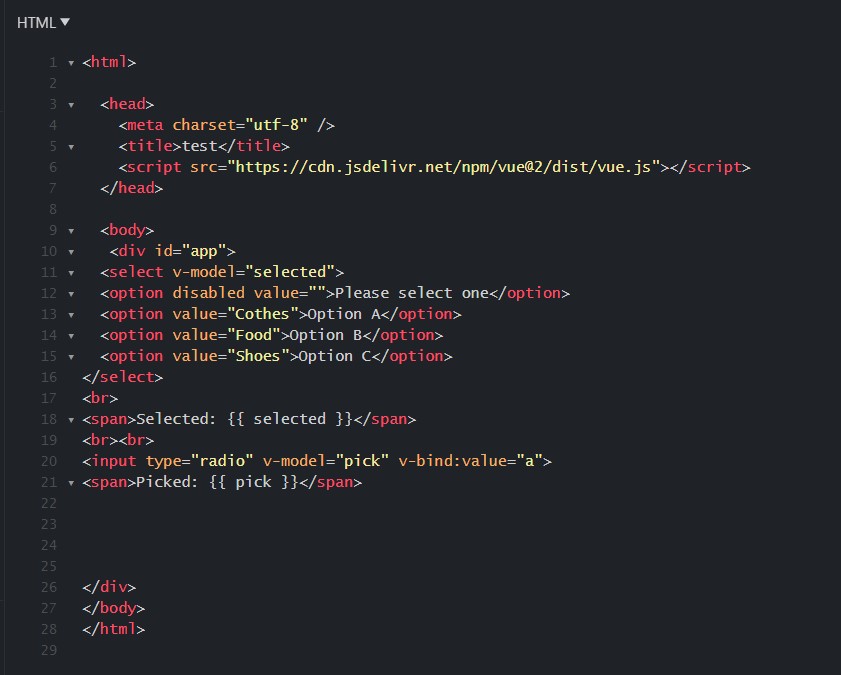 HTML
1 <html>
2
3 <head>
4 <meta charset="utf-8" />
5 <title>test</title>
6 <script src="https://cdn.jsdelivr.net/npm/vue@2/dist/vue.js"></script>
7 </head>
8
9 <body>
10 <div id="app">
11 <select v-model="selected">
12 <option disabled value="">Please select one</option>
13 <option value="Cothes">Option A</option>
14 <option value="Food">Option B</option>
15 <option value="Shoes">Option C</option>
16 </select>
17 <br>
18 <span>Selected: {{ selected }}</span>
19 <br><br>
20 <input type="radio" v-model="pick" v-bind:value="a">
21 <span>Picked: {{ pick }}</span>
22
23
24
25
26 </div>
27 </body>
28 </html>
29